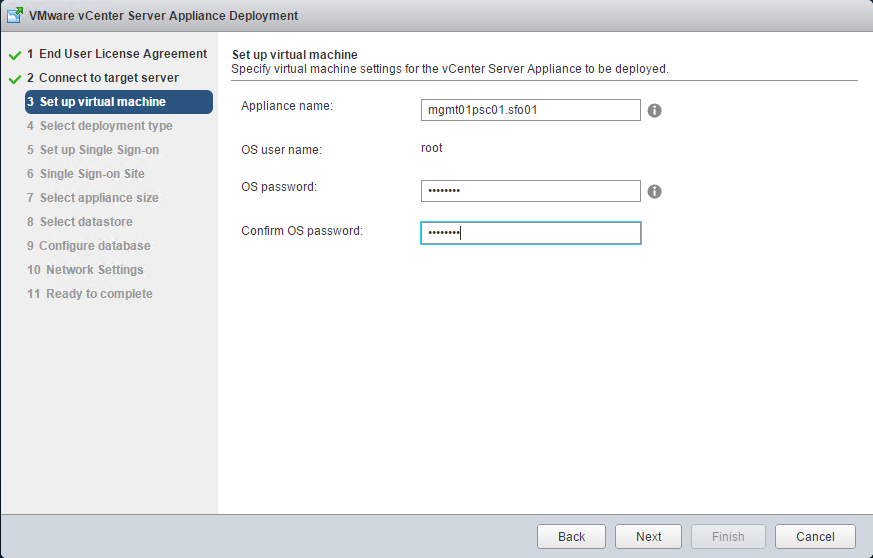 VMware vCenter Server Appliance Deployment
1 End User License Agreement
2 Connect to target server
3 Set up virtual machine
4 Select deployment type
5 Set up Single Sign-on
6 Single Sign-on Site
7 Select appliance size
8 Select datastore
9 Configure database
10 Network Settings
11 Ready to complete
Set up virtual machine
Specify virtual machine settings for the vCenter Server Appliance to be deployed.
Appliance name: mgmt01psc01.sfo01
OS user name: root
OS password: ••••••••
Confirm OS password: ••••••••
Back Next Finish Cancel